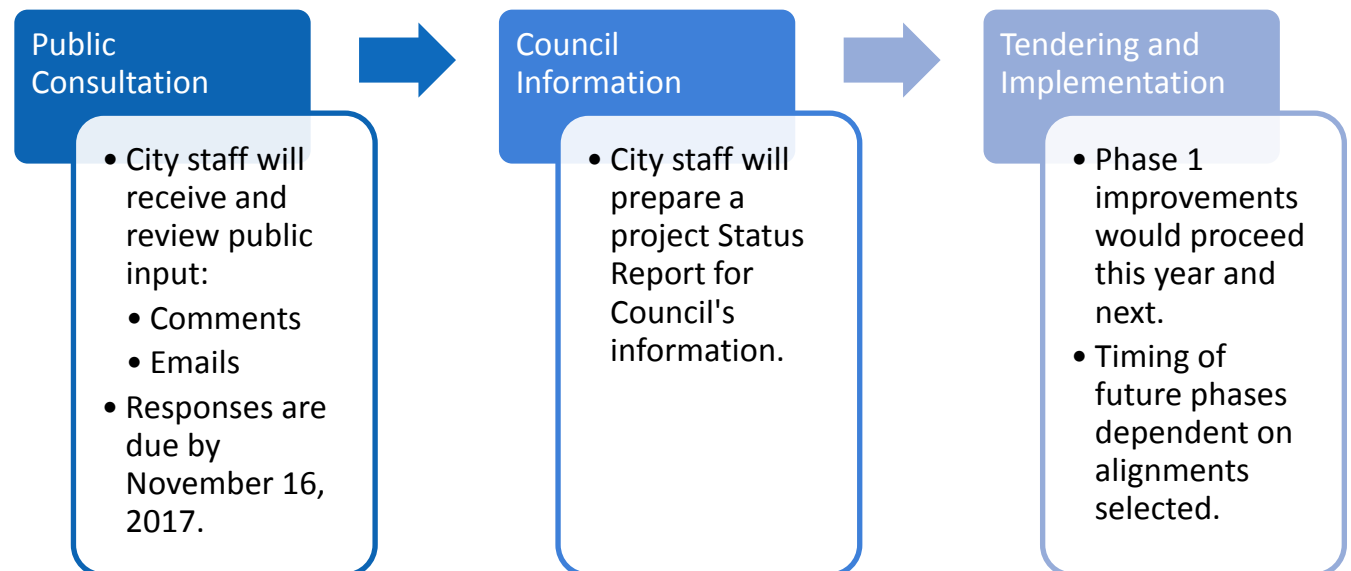 Public
Consultation
• City staff will
receive and
review public
input:
• Comments
• Emails
• Responses are
due by
November 16,
2017.
Council
Information
• City staff will
prepare a
project Status
Report for
Council's
information.
Tendering and
Implementation
• Phase 1
improvements
would proceed
this year and
next.
• Timing of
future phases
dependent on
alignments
selected.